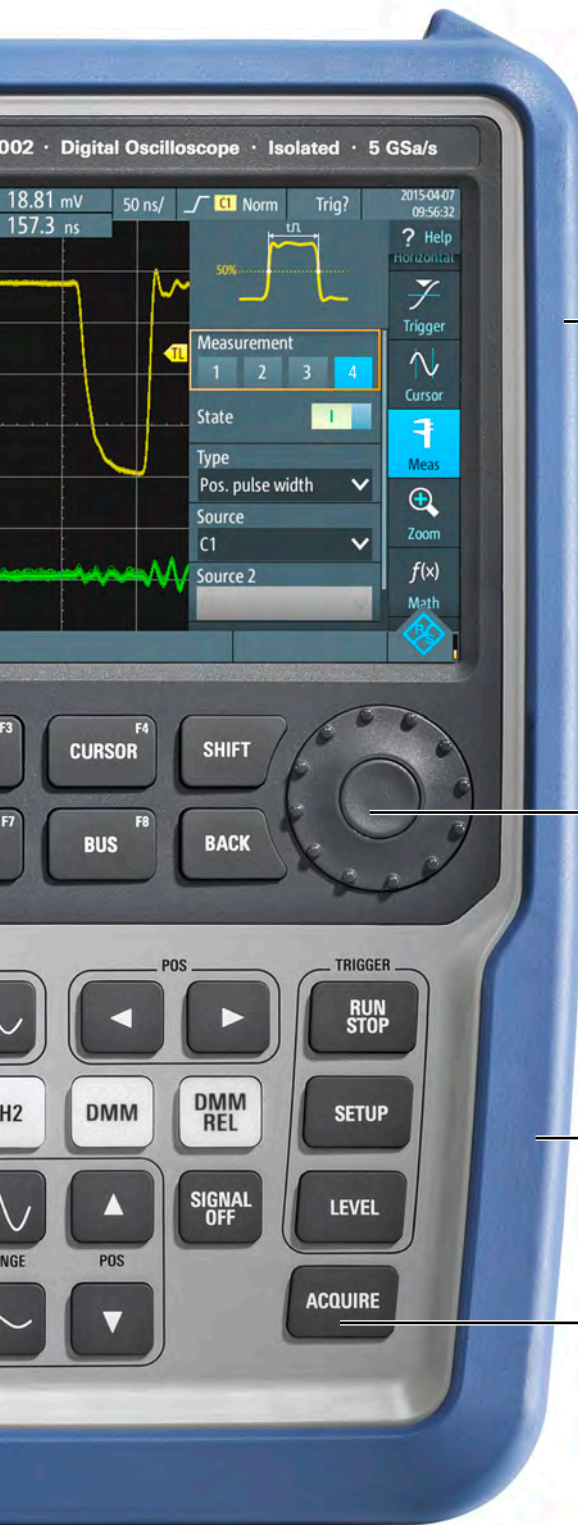 002 · Digital Oscilloscope · Isolated · 5 GSa/s
18.81 mV
157.3 ns
50 ns/
C1 Norm
Trig?
2015-04-07
09:56:32
? Help
Horizontal
50%
TL
Measurement
1 2 3 4
State
I
Type
Pos. pulse width
Source
C1
Source 2
Trigger
Cursor
Meas
Zoom
f(x)
Math
R&S
F3
F4
CURSOR
SHIFT
F7
F8
BUS
BACK
POS
TRIGGER
RUN
STOP
H2
DMM
DMM
REL
SETUP
SIGNAL
OFF
LEVEL
NGE
POS
ACQUIRE